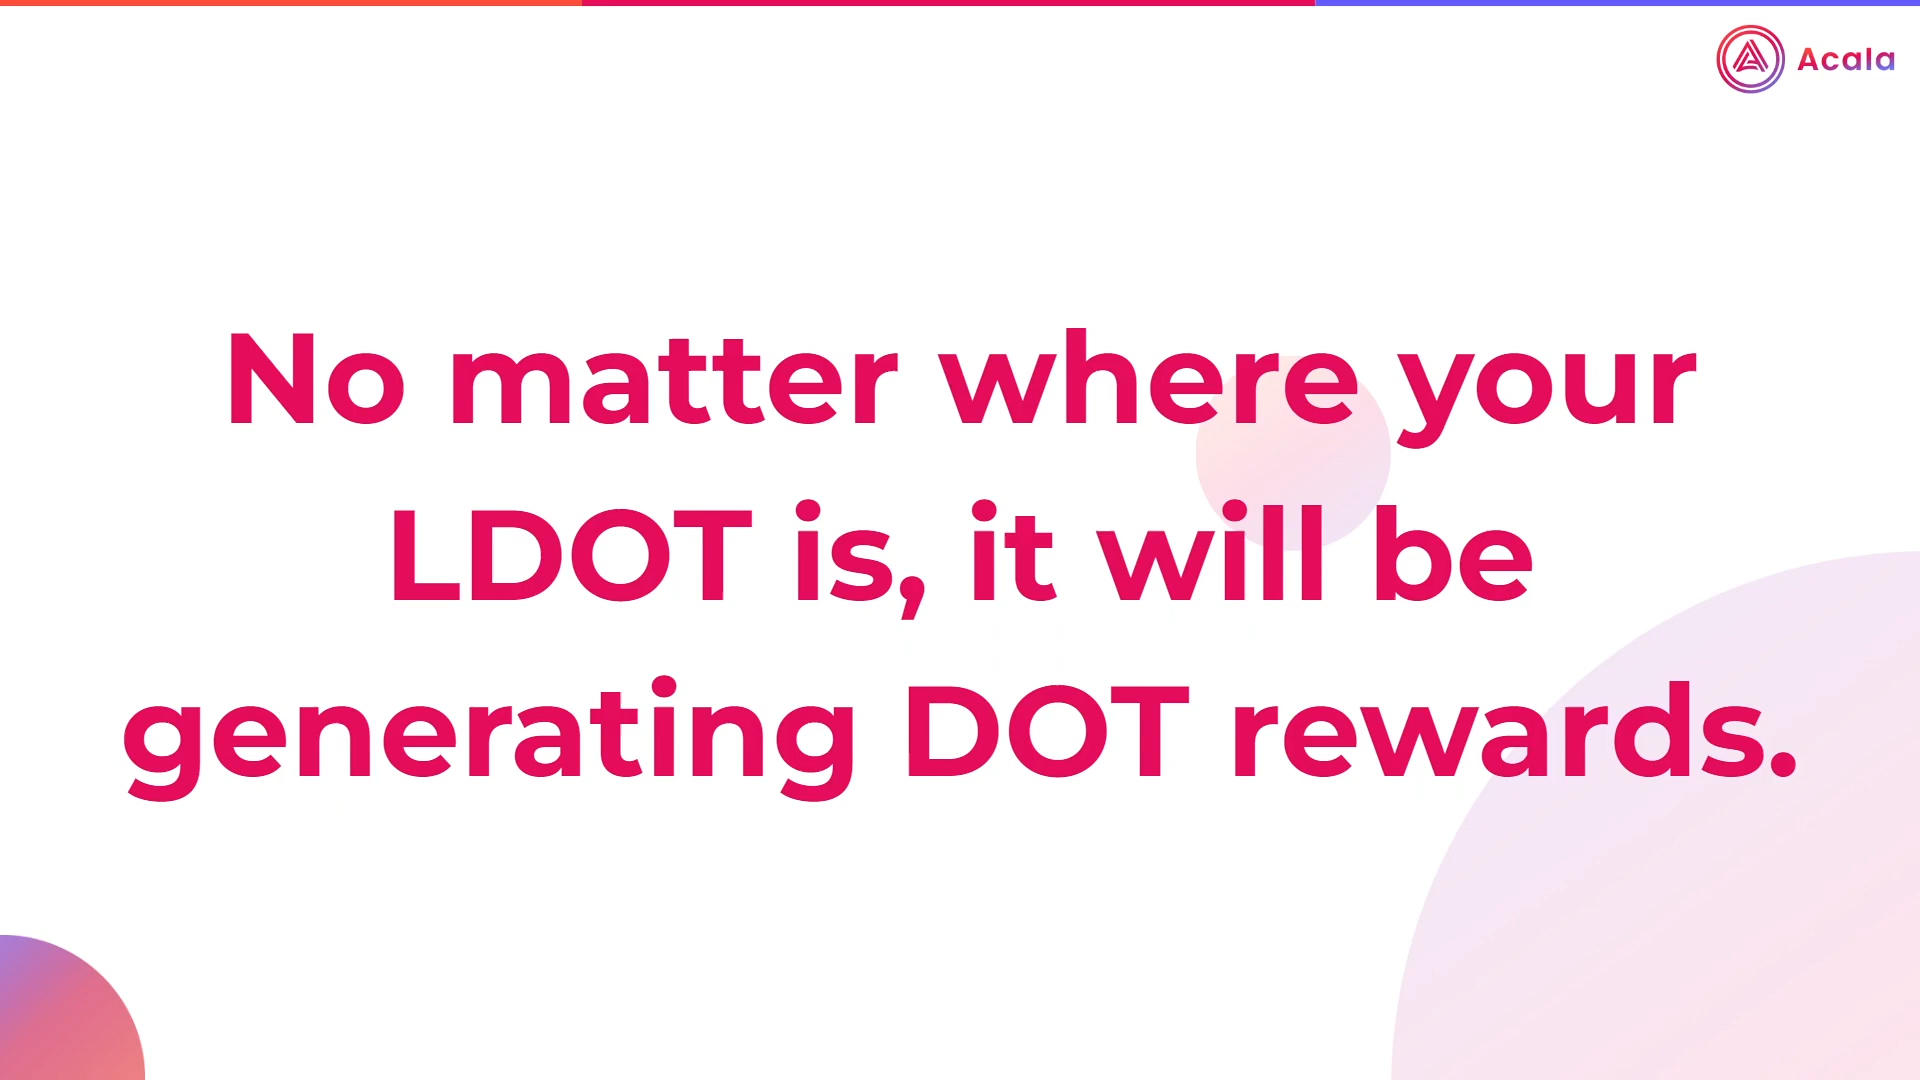 Acala
No matter where your
LDOT is, it will be
generating DOT rewards.